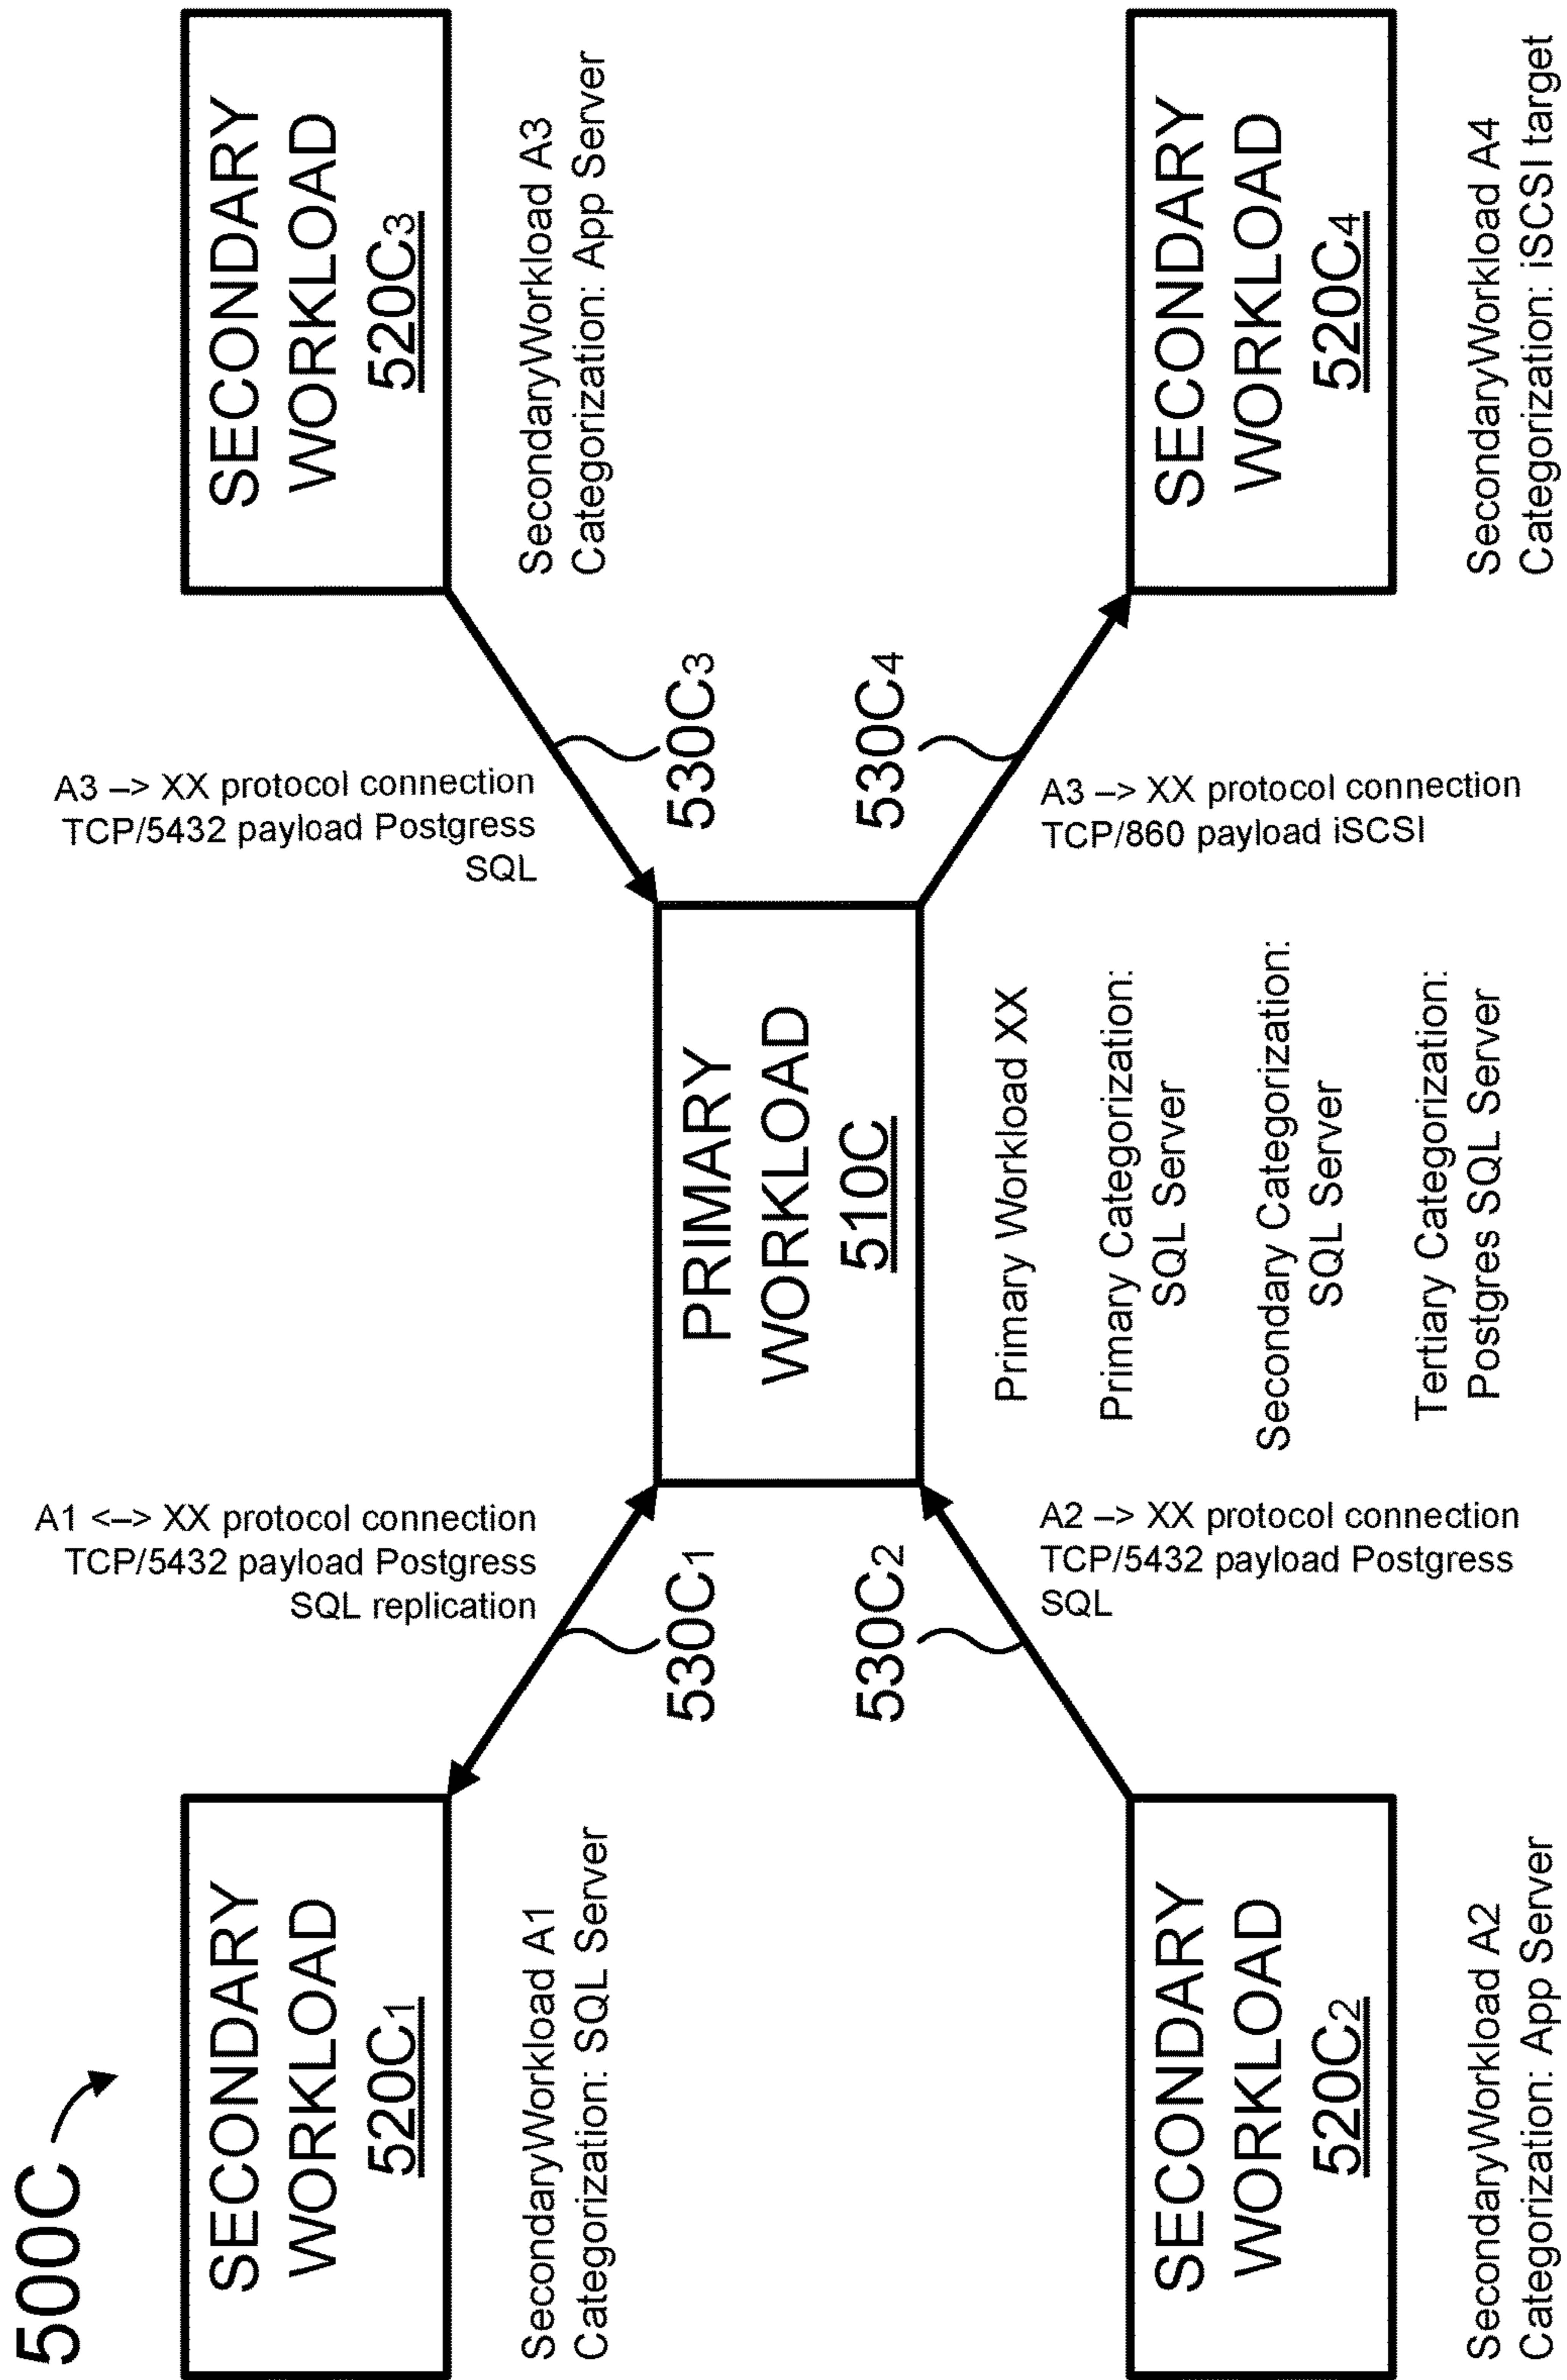 500C
SECONDARY
WORKLOAD
520C1
SecondaryWorkload A1
Categorization: SQL Server
A1 <–> XX protocol connection
TCP/5432 payload Postgress
SQL replication
530C1
SECONDARY
WORKLOAD
520C2
SecondaryWorkload A2
Categorization: App Server
530C2
A2 –> XX protocol connection
TCP/5432 payload Postgress
SQL
PRIMARY
WORKLOAD
510C
Primary Workload XX
Primary Categorization:
SQL Server
Secondary Categorization:
SQL Server
Tertiary Categorization:
Postgres SQL Server
A3 –> XX protocol connection
TCP/5432 payload Postgress
SQL
530C3
SECONDARY
WORKLOAD
520C3
SecondaryWorkload A3
Categorization: App Server
530C4
A3 –> XX protocol connection
TCP/860 payload iSCSI
SECONDARY
WORKLOAD
520C4
SecondaryWorkload A4
Categorization: iSCSI target